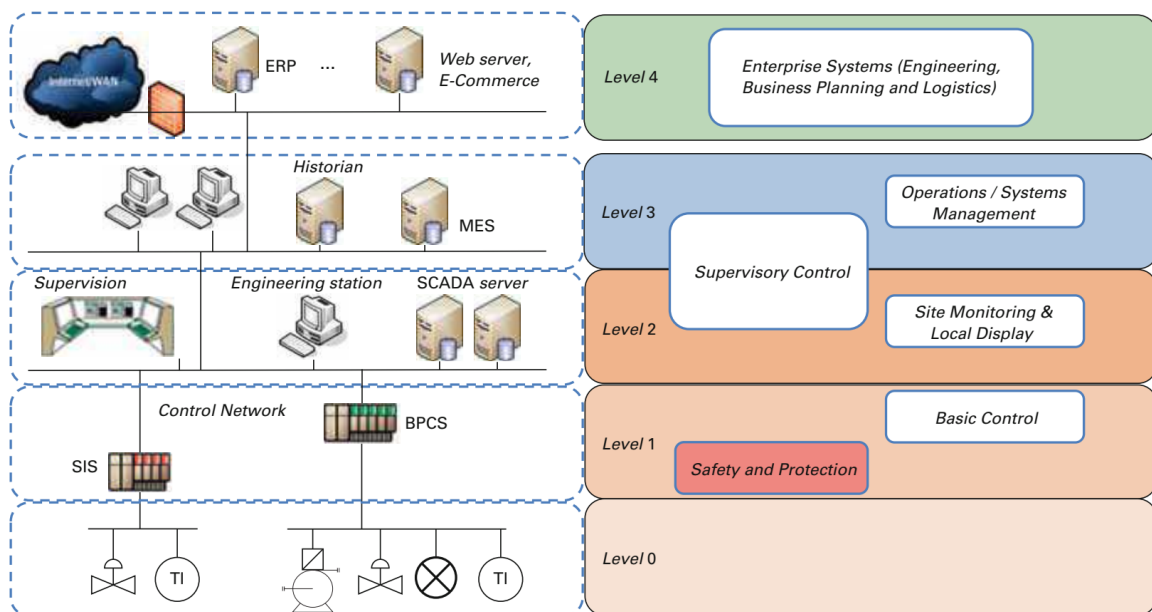 Internet/WAN
ERP
...
Web server,
E-Commerce
Level 4
Enterprise Systems (Engineering,
Business Planning and Logistics)
Historian
MES
Level 3
Operations / Systems
Management
Supervisory Control
Supervision
Engineering station
SCADA server
Level 2
Site Monitoring &
Local Display
Control Network
BPCS
SIS
Level 1
Basic Control
Safety and Protection
TI
TI
Level 0